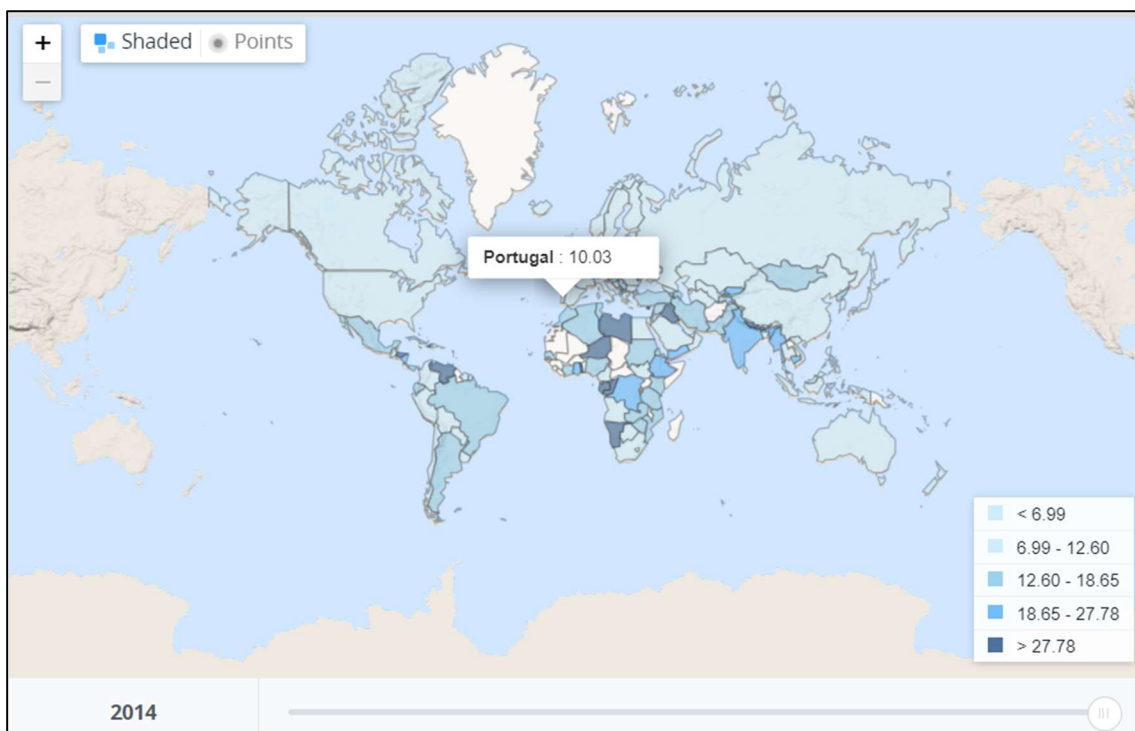 +
Shaded
Points
−
Portugal : 10.03
< 6.99
6.99 - 12.60
12.60 - 18.65
18.65 - 27.78
> 27.78
2014